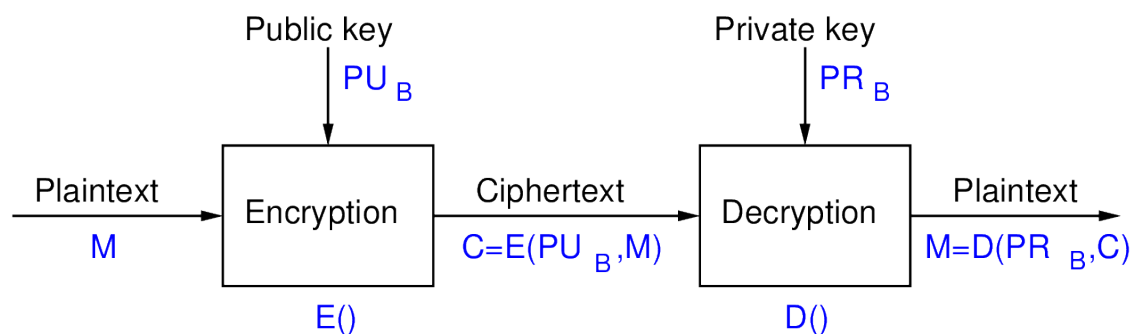 Public key
PU B
Private key
PR B
Plaintext
M
Encryption
E()
Ciphertext
C=E(PU B,M)
Decryption
D()
Plaintext
M=D(PR B,C)